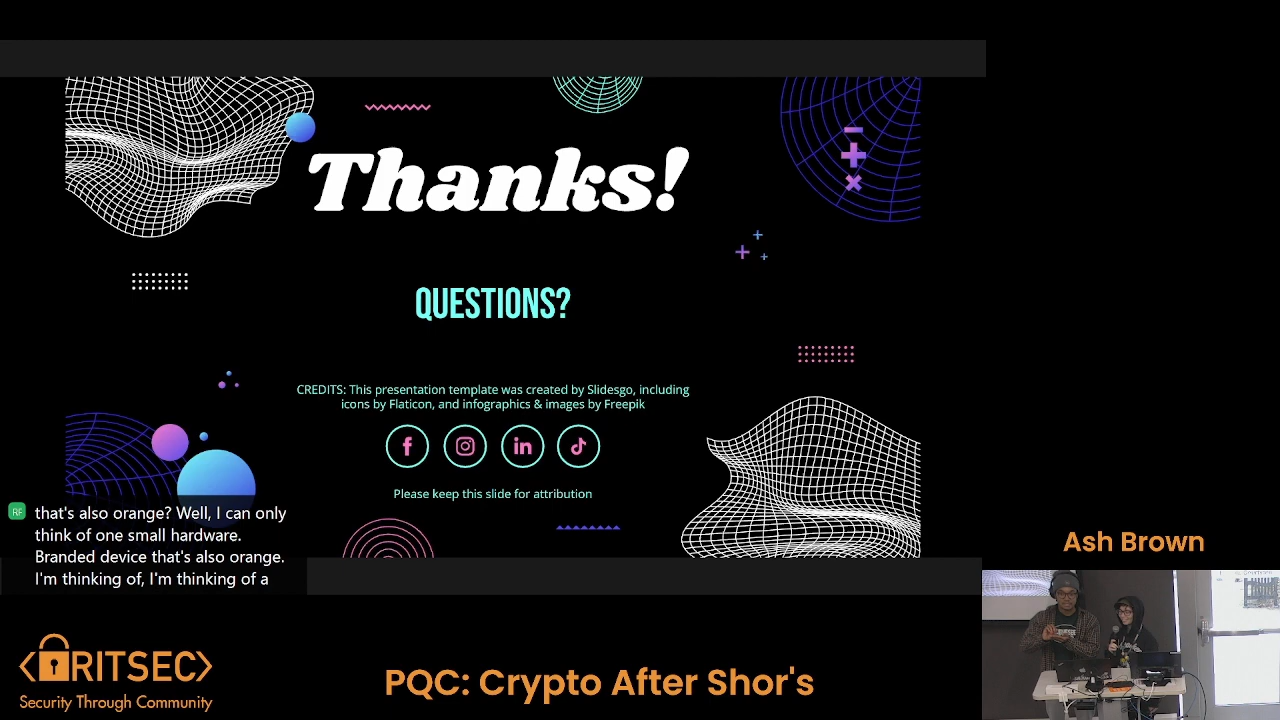 Thanks!
QUESTIONS?
CREDITS: This presentation template was created by Slidesgo, including
icons by Flaticon, and infographics & images by Freepik
Please keep this slide for attribution
RF
that's also orange? Well, I can only
think of one small hardware.
Branded device that's also orange.
I'm thinking of, I'm thinking of a
Ash Brown
RITSEC
Security Through Community
PQC: Crypto After Shor's